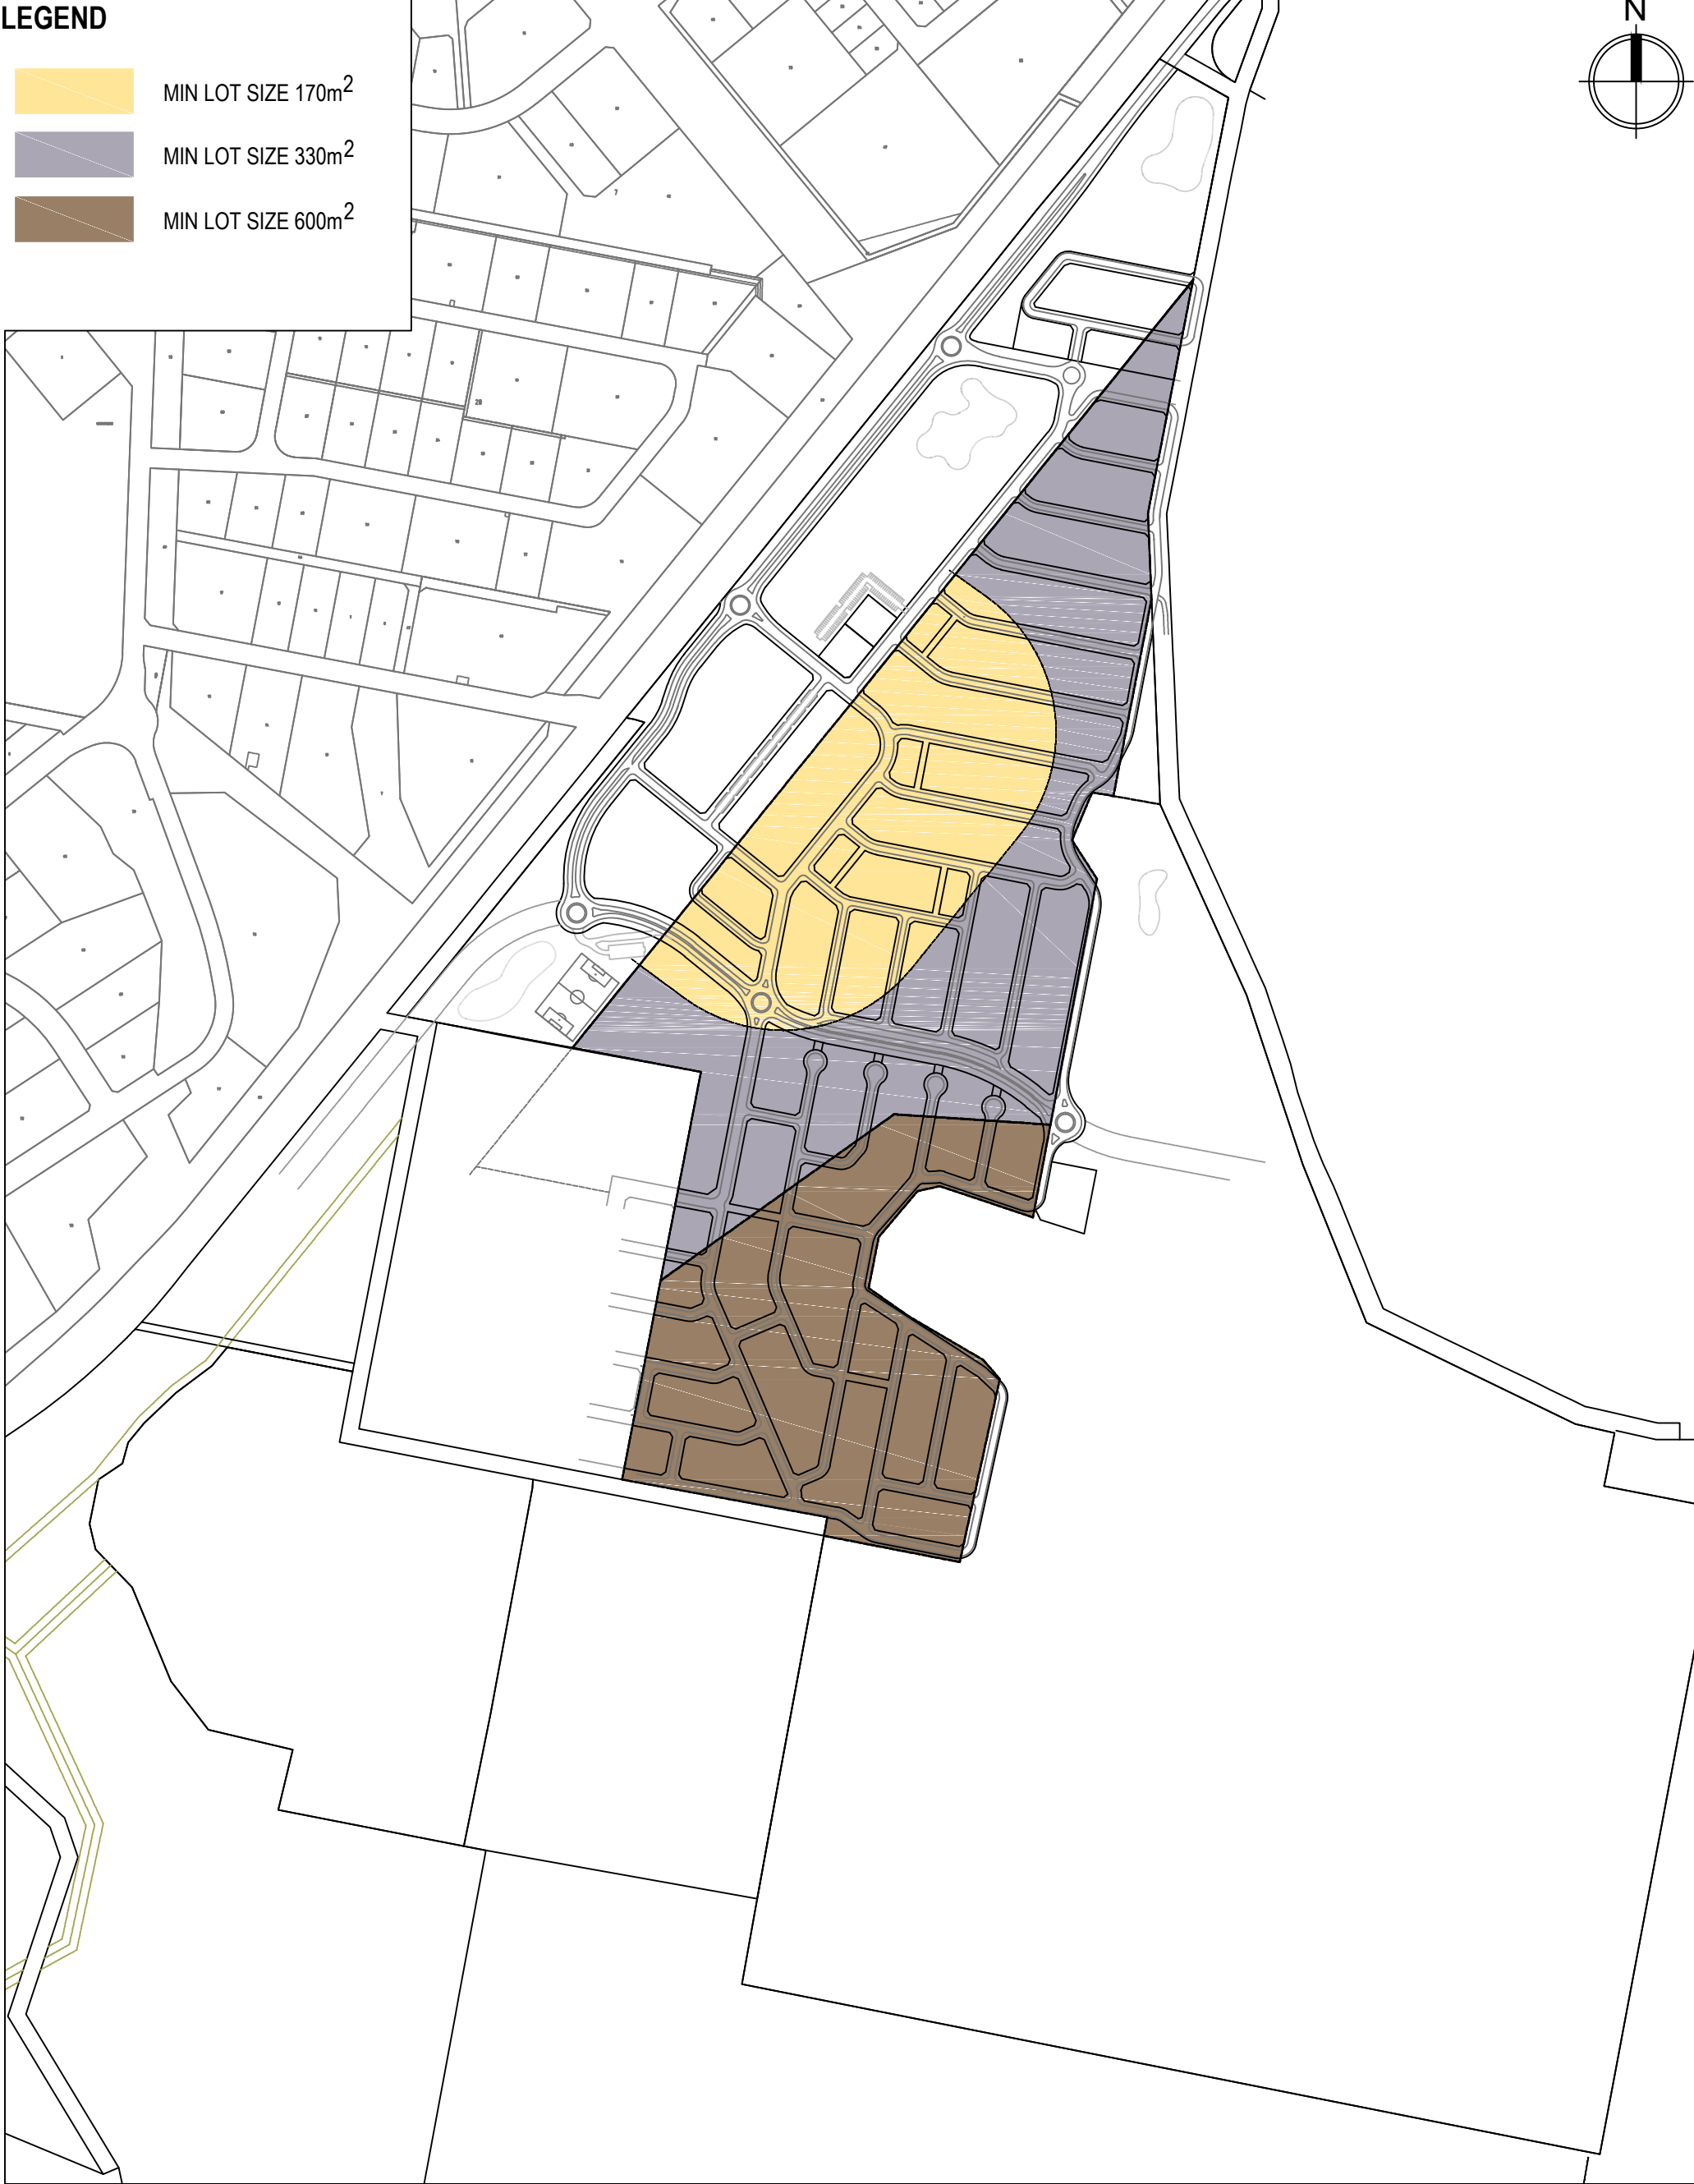 LEGEND
N
MIN LOT SIZE 170m²
MIN LOT SIZE 330m²
MIN LOT SIZE 600m²